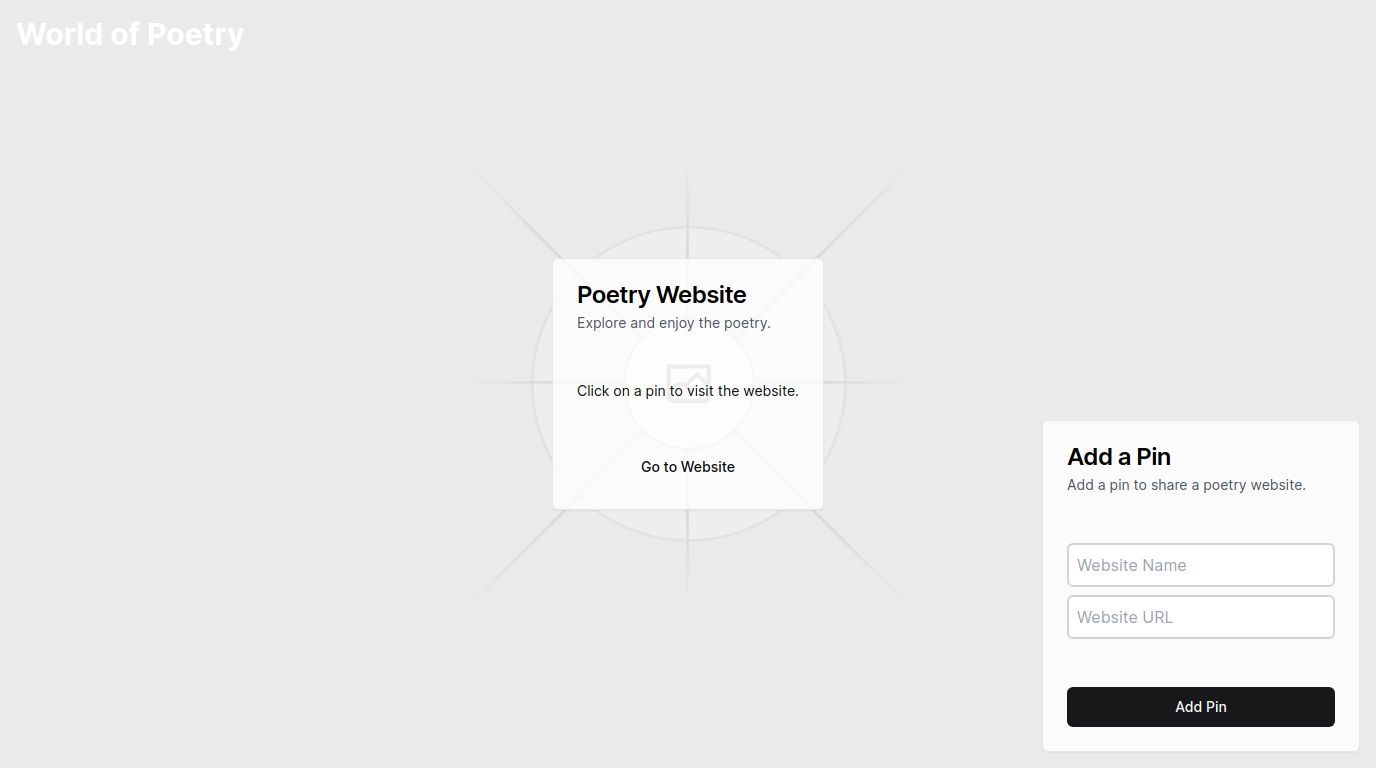 World of Poetry
Poetry Website
Explore and enjoy the poetry.
Click on a pin to visit the website.
Go to Website
Add a Pin
Add a pin to share a poetry website.
Website Name
Website URL
Add Pin